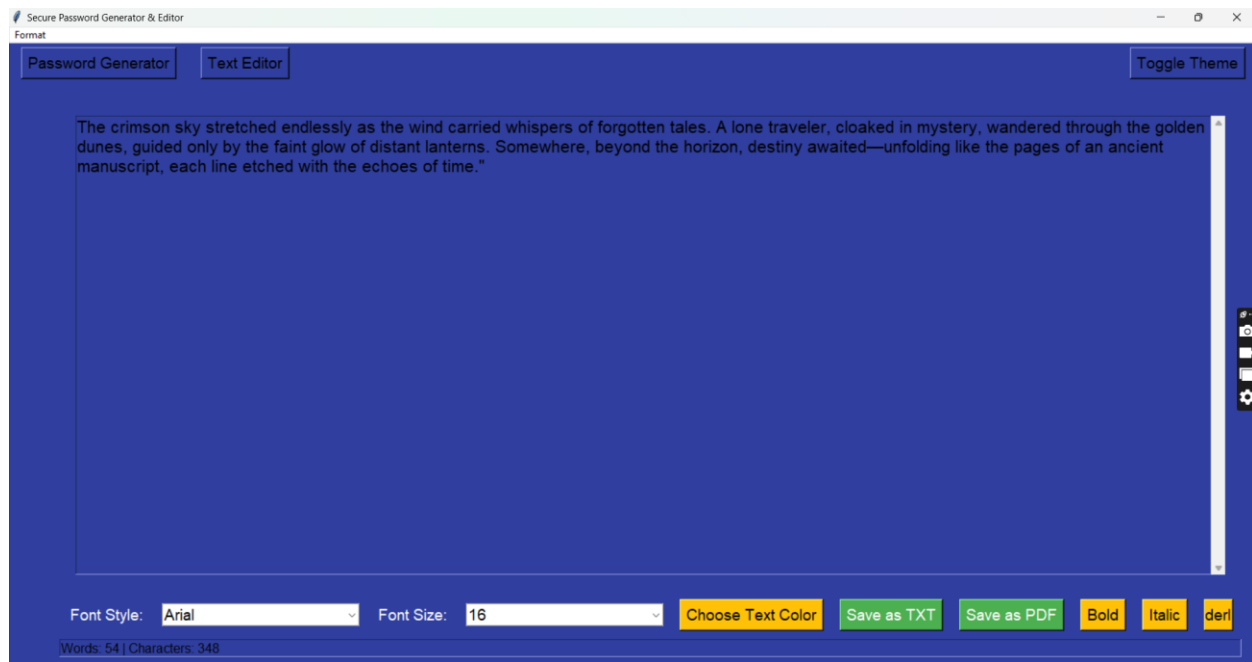 Secure Password Generator & Editor
Format
Password Generator
Text Editor
Toggle Theme
The crimson sky stretched endlessly as the wind carried whispers of forgotten tales. A lone traveler, cloaked in mystery, wandered through the golden
dunes, guided only by the faint glow of distant lanterns. Somewhere, beyond the horizon, destiny awaited—unfolding like the pages of an ancient
manuscript, each line etched with the echoes of time."
Font Style: Arial Font Size: 16 Choose Text Color Save as TXT Save as PDF Bold Italic derl
Words: 54 | Characters: 348